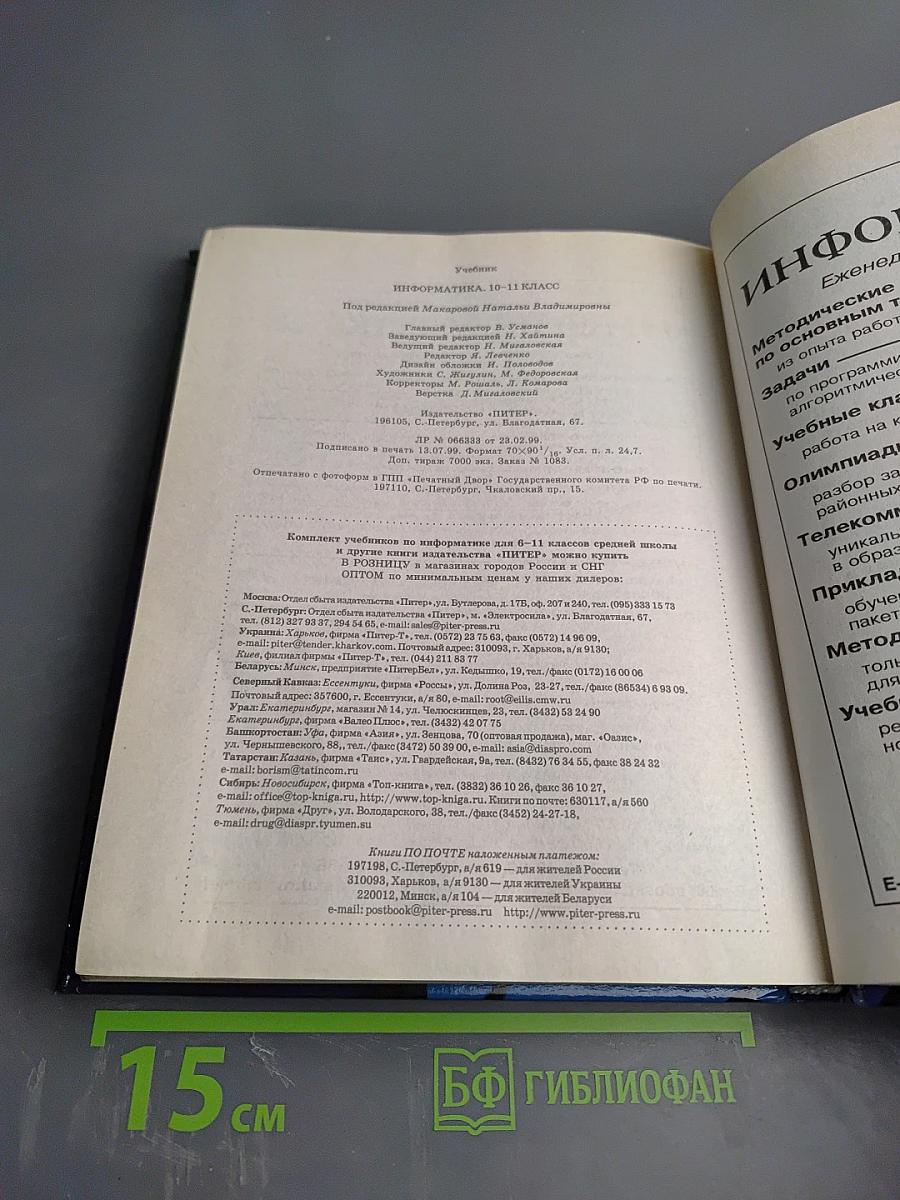 Учебник
ИНФОРМАТИКА. 10–11 КЛАСС
Под редакцией Макаровой Натальи Владимировны
Главный редактор В. Усманов
Заведующий редакцией Н. Хайтина
Ведущий редактор Н. Мигаловская
Редактор Я. Левченко
Дизайн обложки И. Половодов
Художники С. Жигулин, М. Федоровская
Корректоры М. Рошаль, Л. Комарова
Верстка Д. Мигаловский
Издательство «ПИТЕР».
196105, С.-Петербург, ул. Благодатная, 67.
ЛР № 066333 от 23.02.99.
Подписано в печать 13.07.99. Формат 70×90 1/16. Усл. п. л. 24,7.
Доп. тираж 7000 экз. Заказ № 1083.
Отпечатано с фотоформ в ГПП «Печатный Двор» Государственного комитета РФ по печати.
197110, С.-Петербург, Чкаловский пр., 15.
Комплект учебников по информатике для 6–11 классов средней школы
и другие книги издательства «ПИТЕР» можно купить
В РОЗНИЦУ в магазинах городов России и СНГ
ОПТОМ по минимальным ценам у наших дилеров:
Москва: Отдел сбыта издательства «Питер», ул. Бутлерова, д. 17В, оф. 207 и 240, тел. (095) 333 15 73
С.-Петербург: Отдел сбыта издательства «Питер», м. «Электросила», ул. Благодатная, 67,
тел. (812) 327 93 37, 294 54 65, e-mail: sales@piter-press.ru
Украина: Харьков, фирма «Питер-Т», тел. (0572) 23 75 63, факс (0572) 14 96 09,
e-mail: piter@tender.kharkov.com. Почтовый адрес: 310093, г. Харьков, а/я 9130;
Киев, филиал фирмы «Питер-Т», тел. (044) 211 83 77
Беларусь: Минск, предприятие «ПитерБел», ул. Кедышко, 19, тел./факс (0172) 16 00 06
Северный Кавказ: Ессентуки, фирма «Россы», ул. Долина Роз, 23-27, тел./факс (86534) 6 93 09.
Почтовый адрес: 357600, г. Ессентуки, а/я 80, e-mail: root@eilis.cmw.ru
Урал: Екатеринбург, магазин № 14, ул. Челюскинцев, 23, тел. (3432) 53 24 90
Екатеринбург, фирма «Валео Плюс», тел. (3432) 42 07 75
Башкортостан: Уфа, фирма «Азия», ул. Зенцова, 70 (оптовая продажа), маг. «Оазис»,
ул. Чернышевского, 88,, тел./факс (3472) 50 39 00, e-mail: asia@diaspro.com
Татарстан: Казань, фирма «Таис», ул. Гвардейская, 9а, тел. (8432) 76 34 55, факс 38 24 32
e-mail: borism@tatincom.ru
Сибирь: Новосибирск, фирма «Топ-книга», тел. (3832) 36 10 26, факс 36 10 27,
e-mail: office@top-kniga.ru, http://www.top-kniga.ru. Книги по почте: 630117, а/я 560
Тюмень, фирма «Друг», ул. Володарского, 38, тел./факс (3452) 24-27-18,
e-mail: drug@diaspr.tyumen.su
Книги ПО ПОЧТЕ наложенным платежом:
197198, С.-Петербург, а/я 619 — для жителей России
310093, Харьков, а/я 9130 — для жителей Украины
220012, Минск, а/я 104 — для жителей Беларуси
e-mail: postbook@piter-press.ru http://www.piter-press.ru
ИНФОР
Еженед
Методические
по основным т
из опыта работ
Задачи
по программи
алгоритмичес
Учебные кла
работа на к
Олимпиад
разбор за
районных
Телекомм
уникаль
в образ
Приклад
обуче
пакет
Метод
толь
для
Учеб
ре
но
E-
15 см
БФ ГИБЛИОФАН